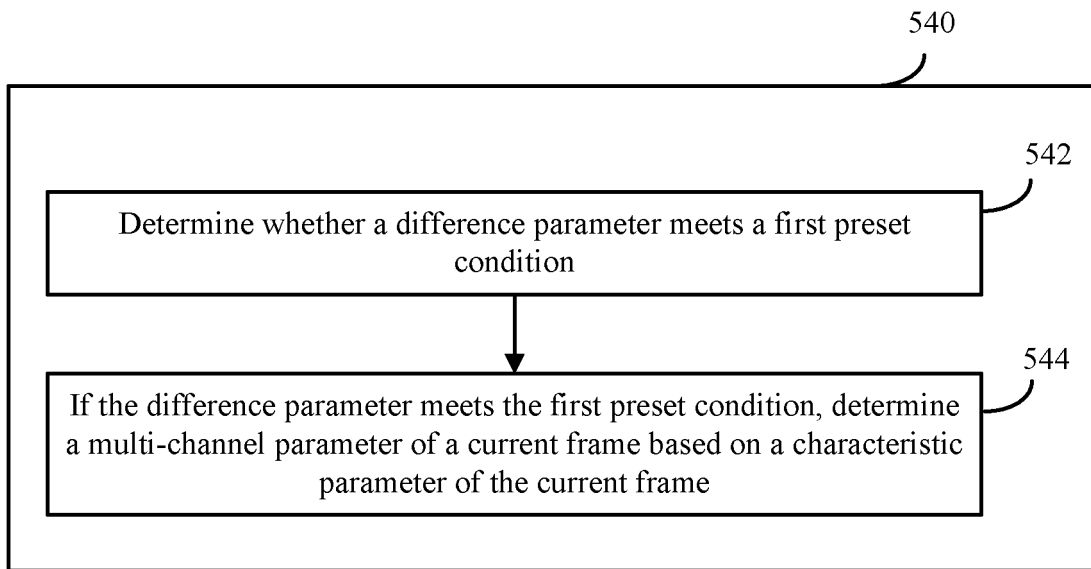 540
542
Determine whether a difference parameter meets a first preset
condition
544
If the difference parameter meets the first preset condition, determine
a multi-channel parameter of a current frame based on a characteristic
parameter of the current frame